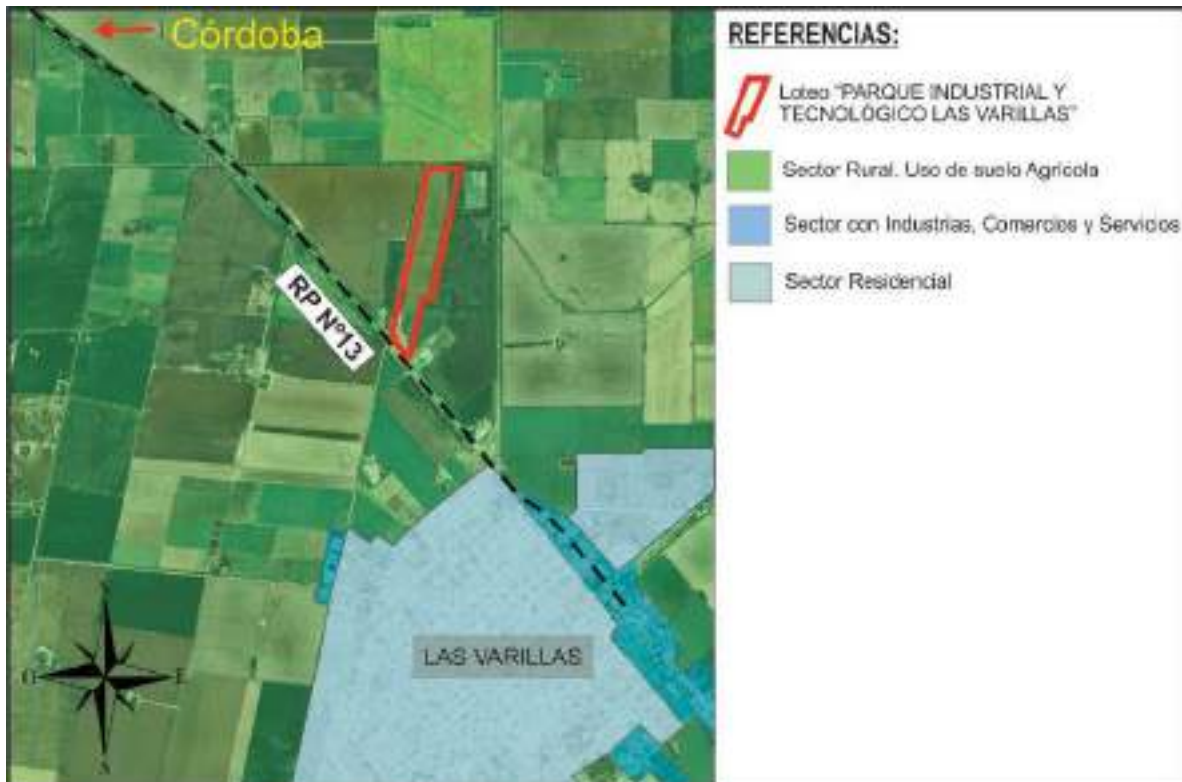 Córdoba
RP Nº13
LAS VARILLAS
N
O
E
S
REFERENCIAS:
Loteo "PARQUE INDUSTRIAL Y
TECNOLÓGICO LAS VARILLAS"
Sector Rural. Uso de suelo Agrícola
Sector con Industrias, Comercios y Servicios
Sector Residencial